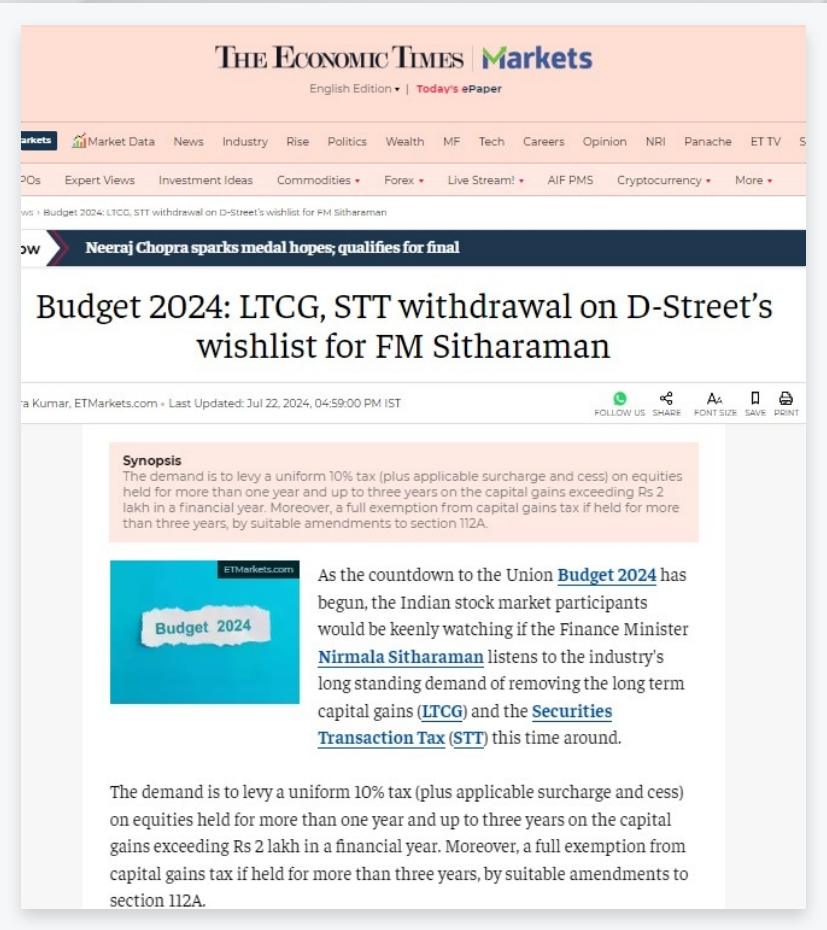 THE ECONOMIC TIMES | Markets
English Edition ▾ | Today's ePaper
arkets Market Data News Industry Rise Politics Wealth MF Tech Careers Opinion NRI Panache ET TV S
POs Expert Views Investment Ideas Commodities ▾ Forex ▾ Live Stream! ▾ AIF PMS Cryptocurrency ▾ More ▾
ws › Budget 2024: LTCG, STT withdrawal on D-Street's wishlist for FM Sitharaman
ow Neeraj Chopra sparks medal hopes; qualifies for final
Budget 2024: LTCG, STT withdrawal on D-Street's
wishlist for FM Sitharaman
a Kumar, ETMarkets.com • Last Updated: Jul 22, 2024, 04:59:00 PM IST
FOLLOW US SHARE FONT SIZE SAVE PRINT
Synopsis
The demand is to levy a uniform 10% tax (plus applicable surcharge and cess) on equities
held for more than one year and up to three years on the capital gains exceeding Rs 2
lakh in a financial year. Moreover, a full exemption from capital gains tax if held for more
than three years, by suitable amendments to section 112A.
ETMarkets.com
Budget 2024
As the countdown to the Union Budget 2024 has
begun, the Indian stock market participants
would be keenly watching if the Finance Minister
Nirmala Sitharaman listens to the industry's
long standing demand of removing the long term
capital gains (LTCG) and the Securities
Transaction Tax (STT) this time around.
The demand is to levy a uniform 10% tax (plus applicable surcharge and cess)
on equities held for more than one year and up to three years on the capital
gains exceeding Rs 2 lakh in a financial year. Moreover, a full exemption from
capital gains tax if held for more than three years, by suitable amendments to
section 112A.